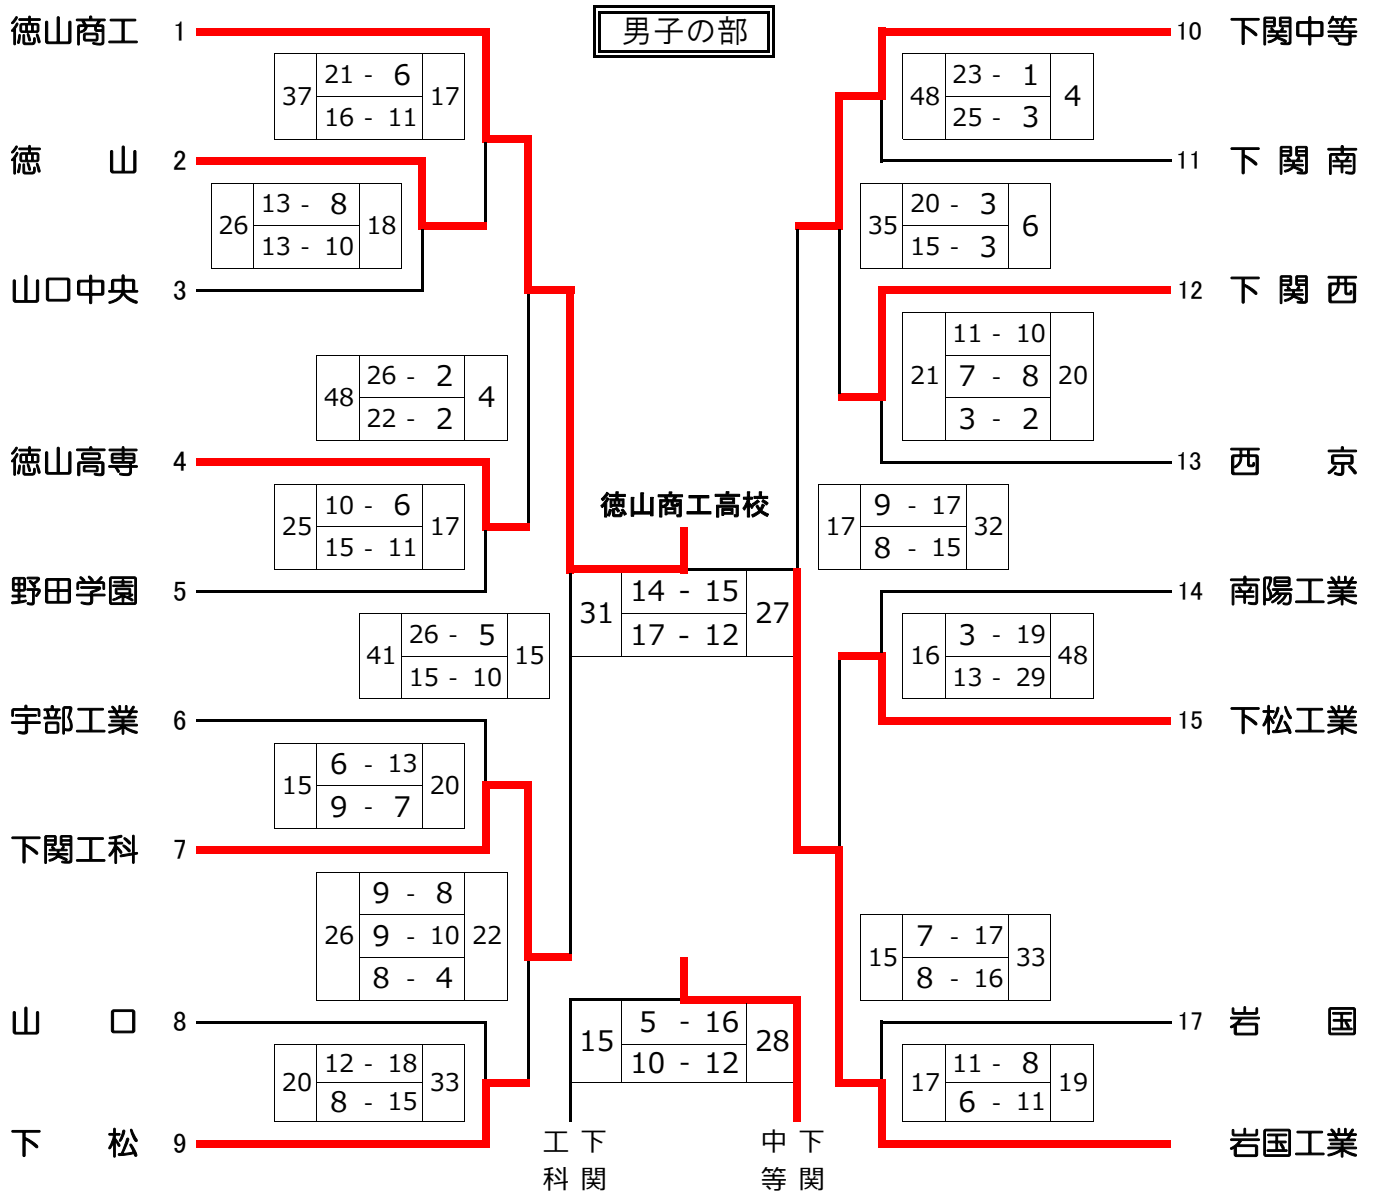 男子の部
徳山商工 1
37 21 - 6 17
16 - 11
徳山 2
26 13 - 8 18
13 - 10
山口中央 3
48 26 - 2 4
22 - 2
徳山高専 4
25 10 - 6 17
15 - 11
野田学園 5
41 26 - 5 15
15 - 10
宇部工業 6
15 6 - 13 20
9 - 7
下関工科 7
26 9 - 8 22
9 - 10
8 - 4
山口 8
20 12 - 18 33
8 - 15
下松 9
徳山商工高校
31 14 - 15 27
17 - 12
15 5 - 16 28
10 - 12
下関工科
下関中等
10 下関中等
48 23 - 1 4
25 - 3
11 下関南
35 20 - 3 6
15 - 3
12 下関西
21 11 - 10 20
7 - 8
3 - 2
13 西京
17 9 - 17 32
8 - 15
14 南陽工業
16 3 - 19 48
13 - 29
15 下松工業
15 7 - 17 33
8 - 16
17 岩国
17 11 - 8 19
6 - 11
岩国工業